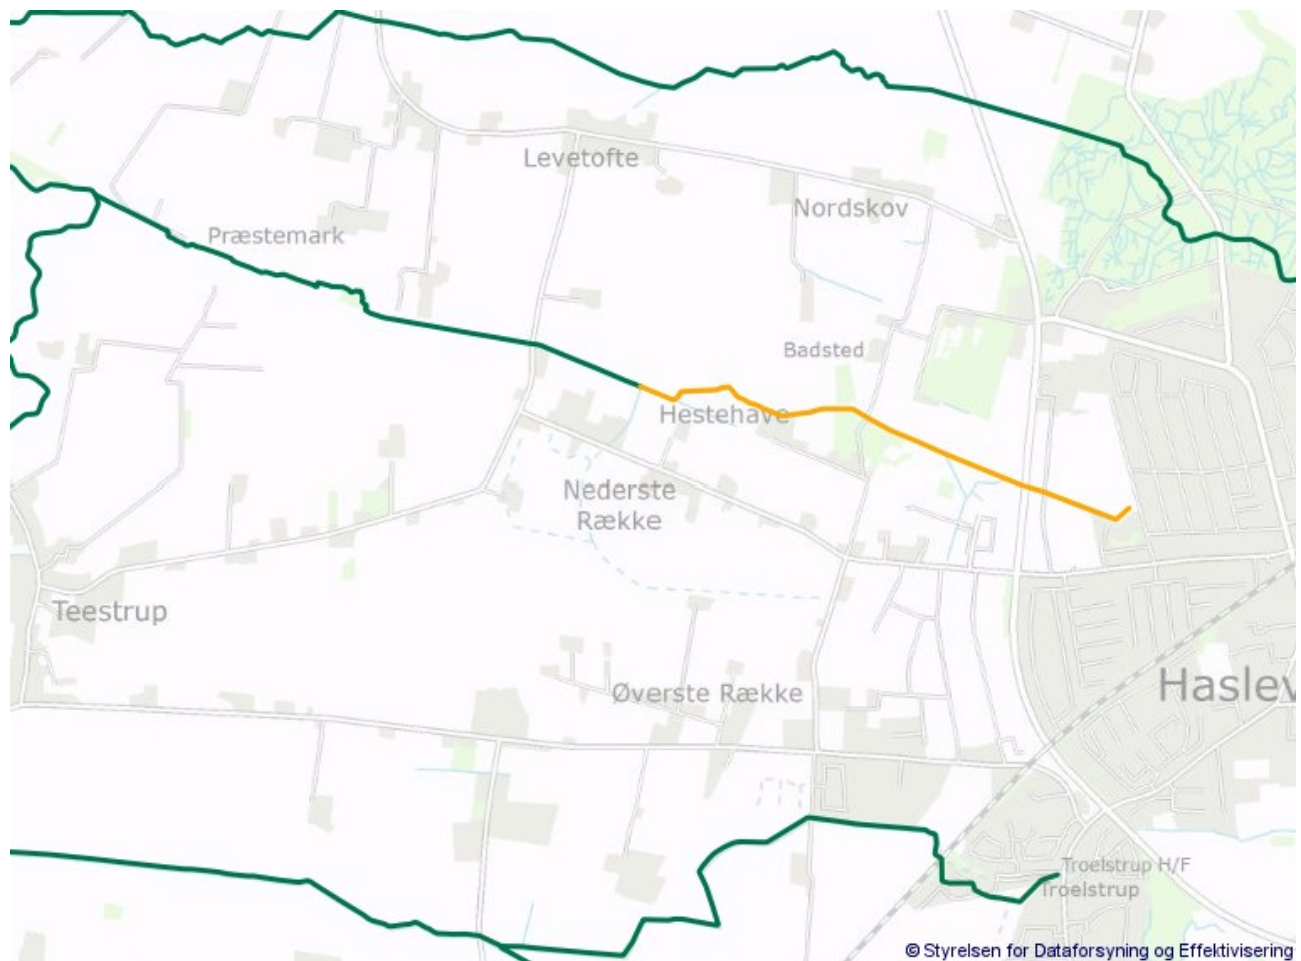 Levetofte
Nordskov
Præstemark
Badsted
Hestehave
Nederste
Række
Teestrup
Øverste Række
Haslev
Troelstrup H/F
Troelstrup
© Styrelsen for Dataforsyning og Effektivisering